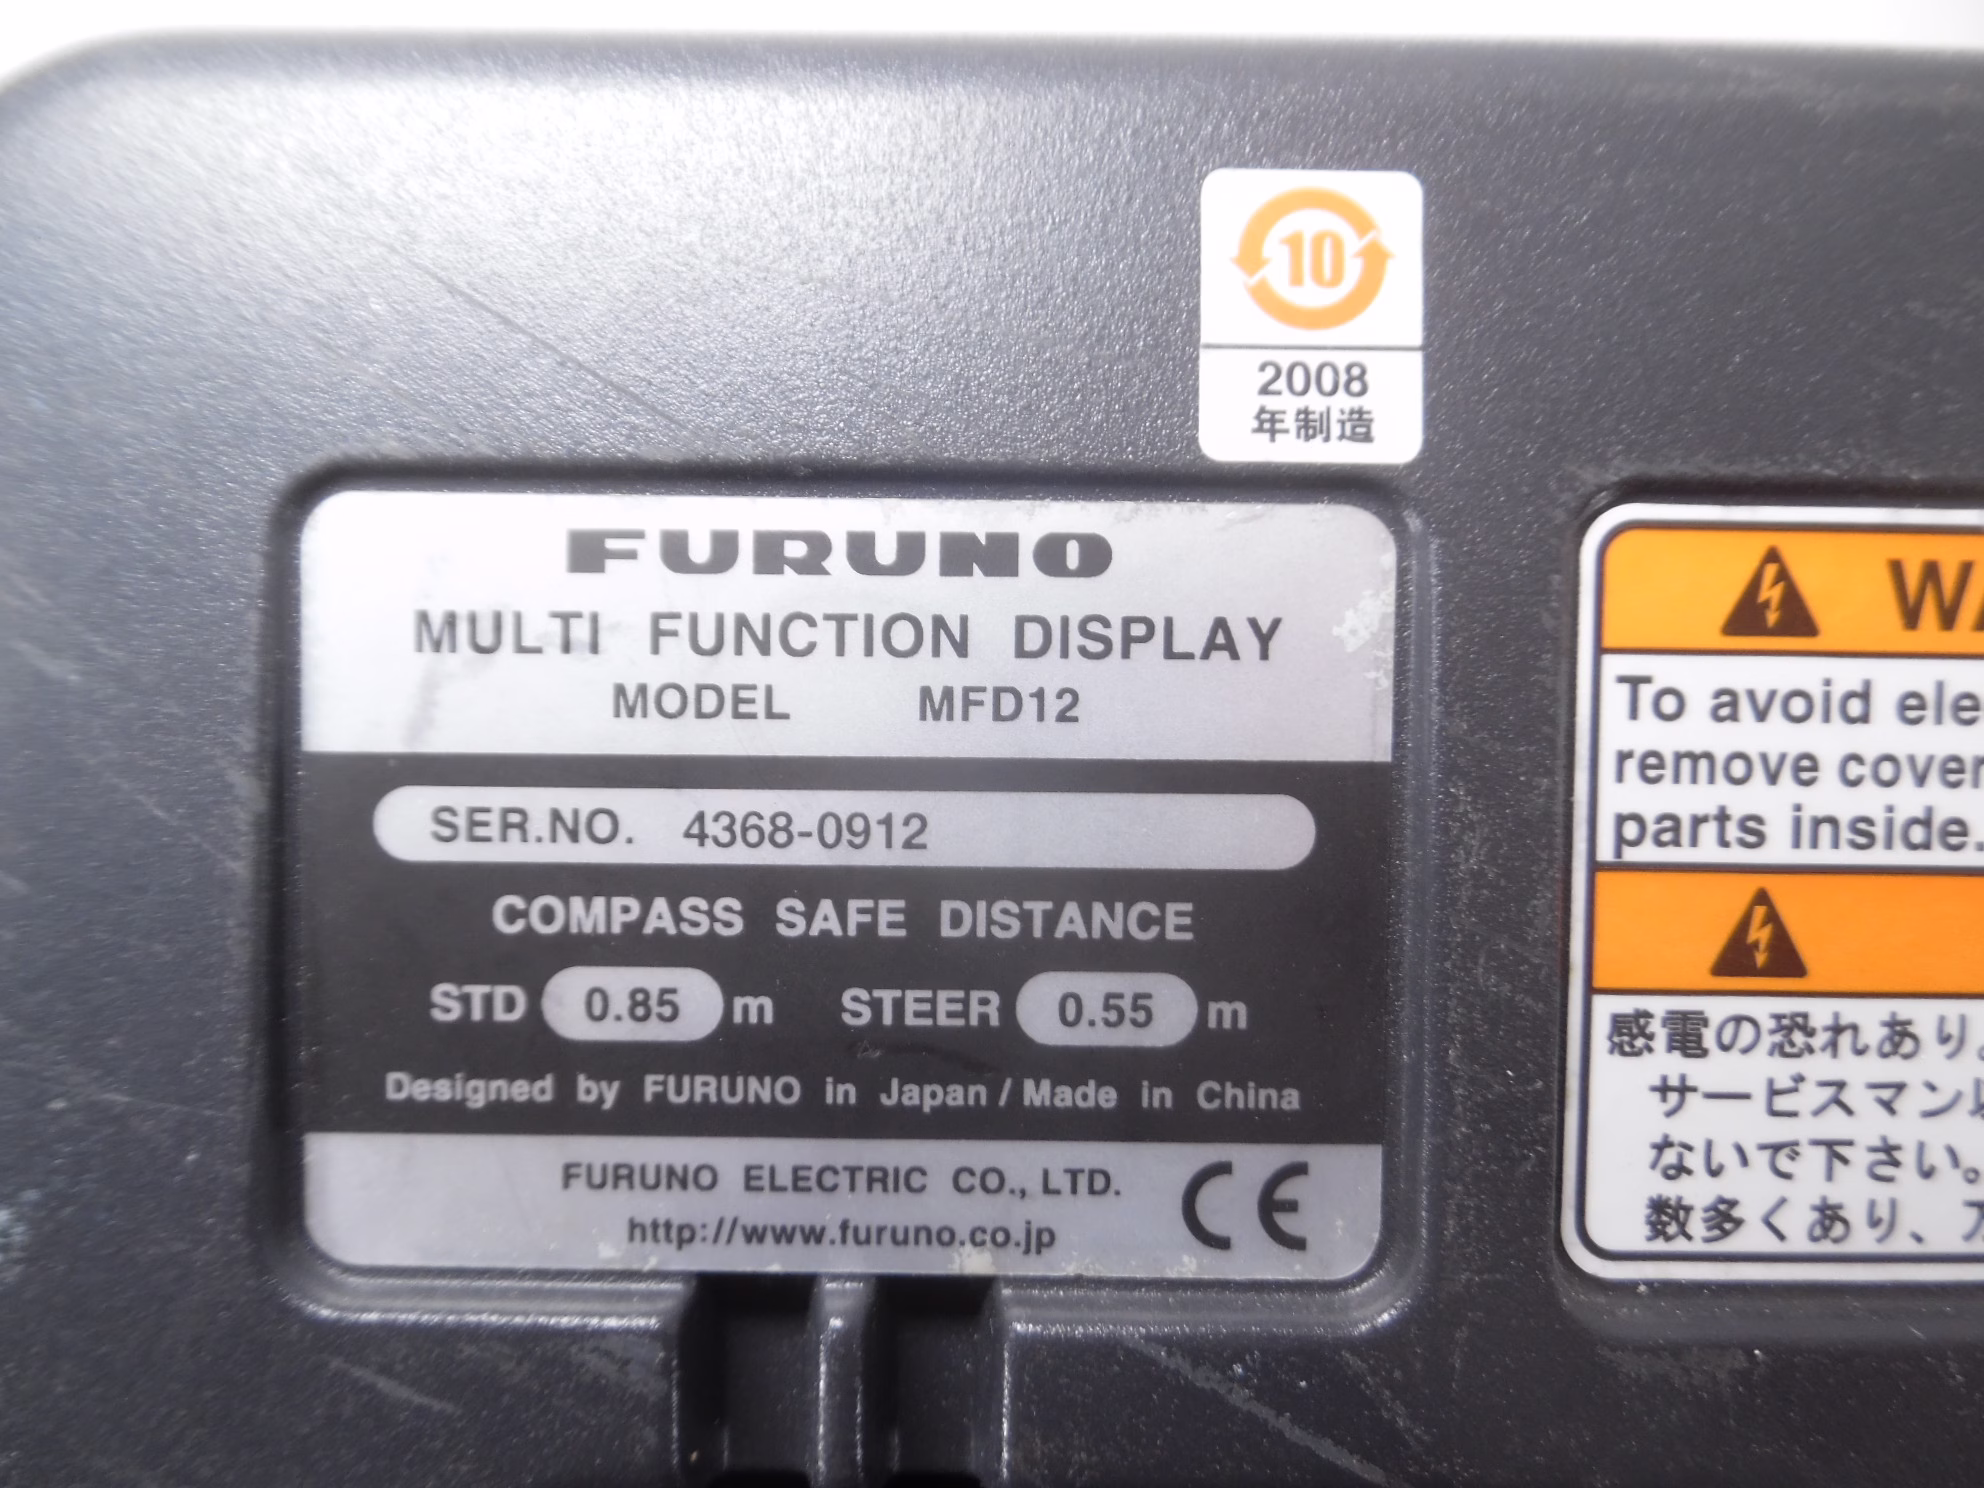 10
2008
年制造
FURUNO
MULTI FUNCTION DISPLAY
MODEL MFD12
SER.NO. 4368-0912
COMPASS SAFE DISTANCE
STD 0.85 m STEER 0.55 m
Designed by FURUNO in Japan / Made in China
FURUNO ELECTRIC CO., LTD.
http://www.furuno.co.jp
CE
To avoid
remove
parts inside.
感電の恐れあり。
サービスマン
ないで下さい。
数多くあり、